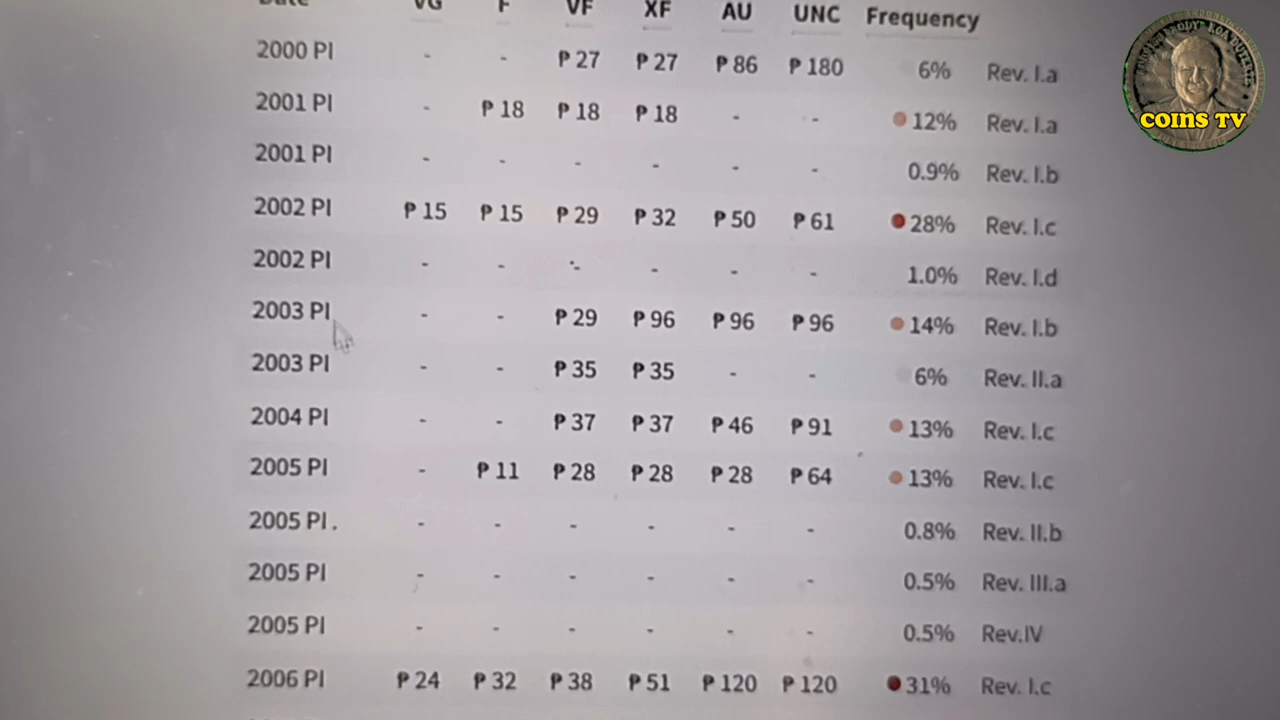 Date VG F VF XF AU UNC Frequency
2000 PI - - ₱ 27 ₱ 27 ₱ 86 ₱ 180 6% Rev. I.a
2001 PI - ₱ 18 ₱ 18 ₱ 18 - - 12% Rev. I.a
2001 PI - - - - - - 0.9% Rev. I.b
2002 PI ₱ 15 ₱ 15 ₱ 29 ₱ 32 ₱ 50 ₱ 61 28% Rev. I.c
2002 PI - - - - - - 1.0% Rev. I.d
2003 PI - - ₱ 29 ₱ 96 ₱ 96 ₱ 96 14% Rev. I.b
2003 PI - - ₱ 35 ₱ 35 - - 6% Rev. II.a
2004 PI - - ₱ 37 ₱ 37 ₱ 46 ₱ 91 13% Rev. I.c
2005 PI - ₱ 11 ₱ 28 ₱ 28 ₱ 28 ₱ 64 13% Rev. I.c
2005 PI . - - - - - - 0.8% Rev. II.b
2005 PI - - - - - - 0.5% Rev. III.a
2005 PI - - - - - - 0.5% Rev.IV
2006 PI ₱ 24 ₱ 32 ₱ 38 ₱ 51 ₱ 120 ₱ 120 31% Rev. I.c
COINS TV